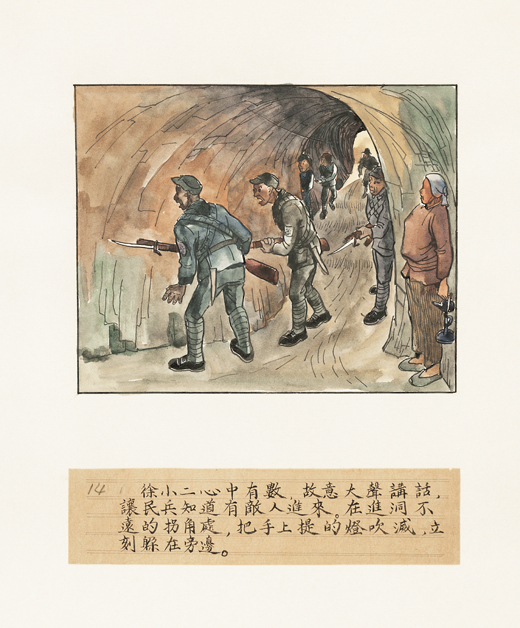 14 徐小二心中有數，故意大聲講話，
讓民兵知道有敵人進來。在進洞不
遠的拐角處，把手上提的燈吹滅，立
刻躲在旁邊。